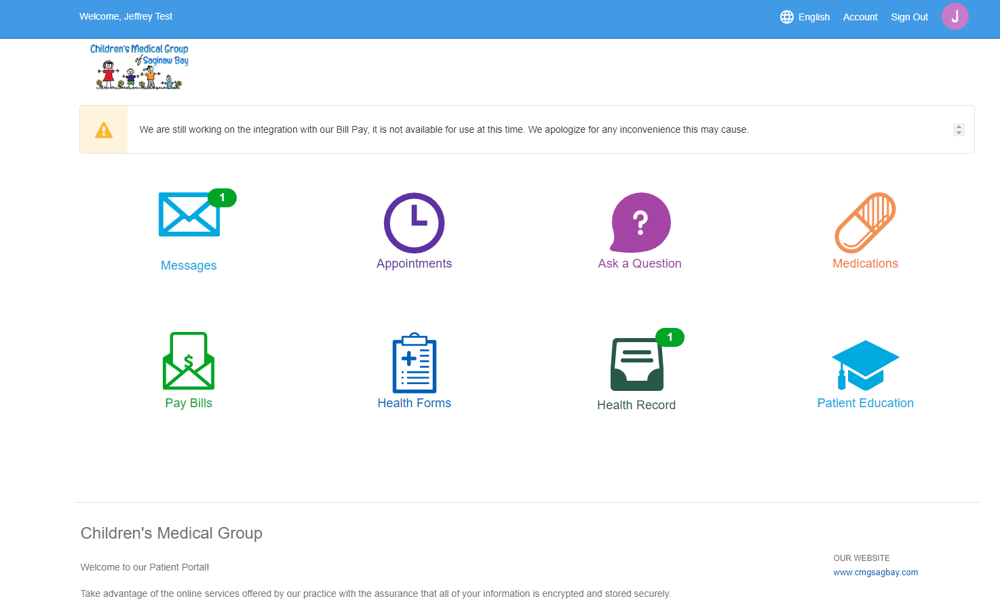 Welcome, Jeffrey Test
English Account Sign Out J
Children's Medical Group
of Saginaw Bay
We are still working on the integration with our Bill Pay, it is not available for use at this time. We apologize for any inconvenience this may cause.
1
?
Messages Appointments Ask a Question Medications
1
$
Pay Bills Health Forms Health Record Patient Education
Children's Medical Group
OUR WEBSITE
Welcome to our Patient Portal!
www.cmgsagbay.com
Take advantage of the online services offered by our practice with the assurance that all of your information is encrypted and stored securely.